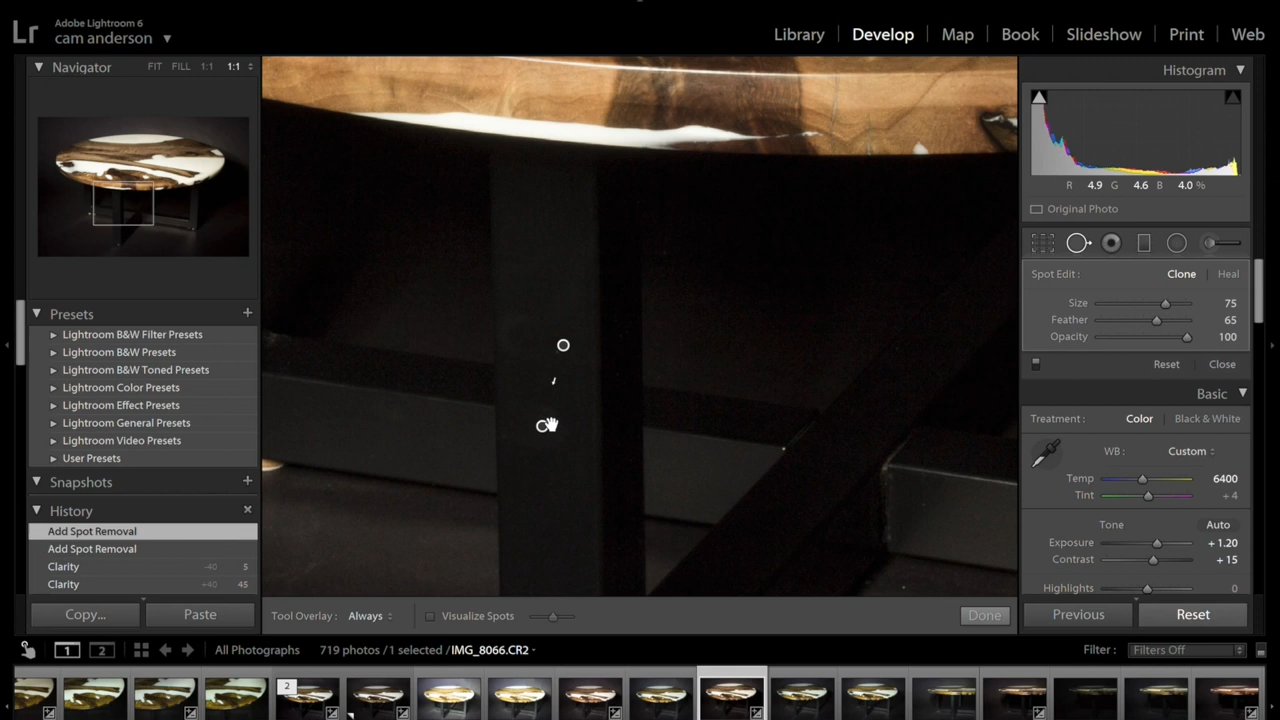 Lr
Adobe Lightroom 6
cam anderson
Library Develop Map Book Slideshow Print Web
Navigator FIT FILL 1:1 1:1
Histogram
R 4.9 G 4.6 B 4.0 %
Original Photo
Spot Edit : Clone Heal
Size 75
Feather 65
Opacity 100
Reset Close
Presets
Lightroom B&W Filter Presets
Lightroom B&W Presets
Lightroom B&W Toned Presets
Lightroom Color Presets
Lightroom Effect Presets
Lightroom General Presets
Lightroom Video Presets
User Presets
Snapshots
History
Add Spot Removal
Add Spot Removal
Clarity -40 5
Clarity +40 45
Copy... Paste
Basic
Treatment : Color Black & White
WB : Custom
Temp 6400
Tint + 4
Tone Auto
Exposure + 1.20
Contrast + 15
Highlights 0
Previous Reset
Tool Overlay : Always Visualize Spots Done
1 2 All Photographs 719 photos / 1 selected / IMG_8066.CR2 Filter : Filters Off
2